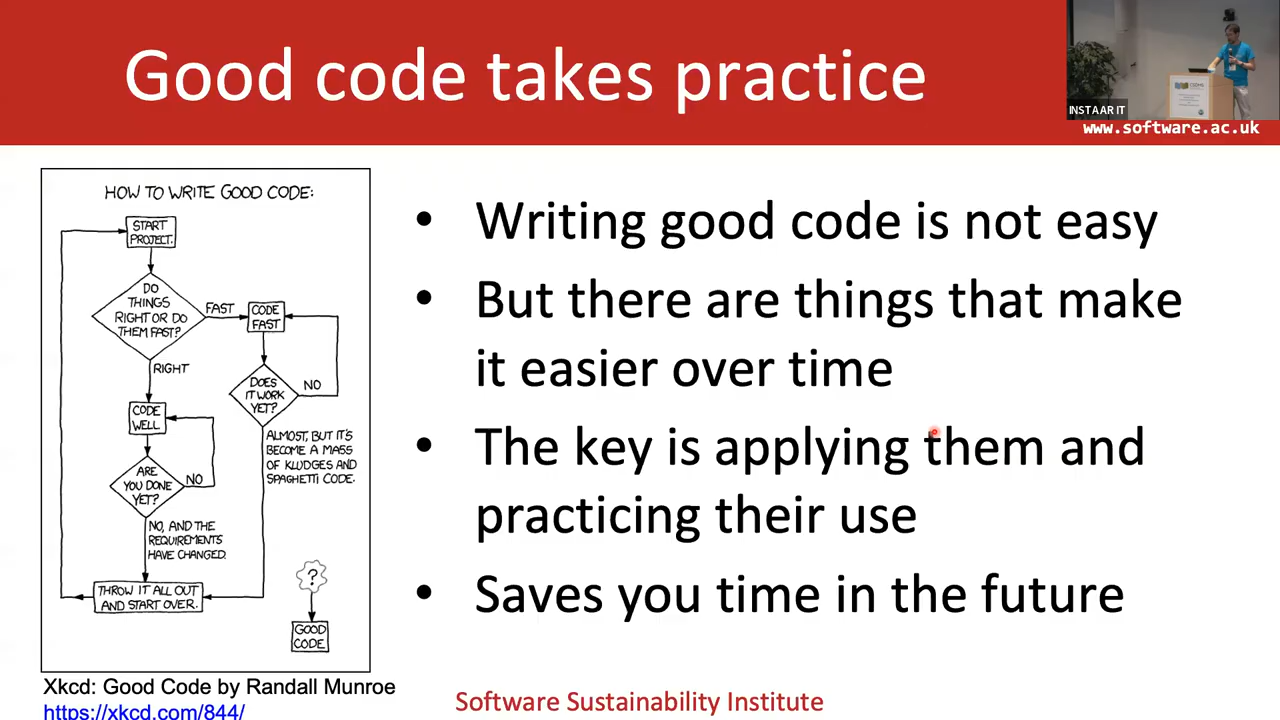 Good code takes practice
INSTAAR IT
www.software.ac.uk
HOW TO WRITE GOOD CODE:
START
PROJECT.
DO
THINGS
RIGHT OR DO
THEM FAST?
FAST
CODE
FAST
RIGHT
DOES
IT WORK
YET?
NO
CODE
WELL
ALMOST, BUT IT'S
BECOME A MASS
OF KLUDGES AND
SPAGHETTI CODE.
ARE
YOU DONE
YET?
NO
NO, AND THE
REQUIREMENTS
HAVE CHANGED.
THROW IT ALL OUT
AND START OVER.
?
GOOD
CODE
Xkcd: Good Code by Randall Munroe
https://xkcd.com/844/
• Writing good code is not easy
• But there are things that make
it easier over time
• The key is applying them and
practicing their use
• Saves you time in the future
Software Sustainability Institute